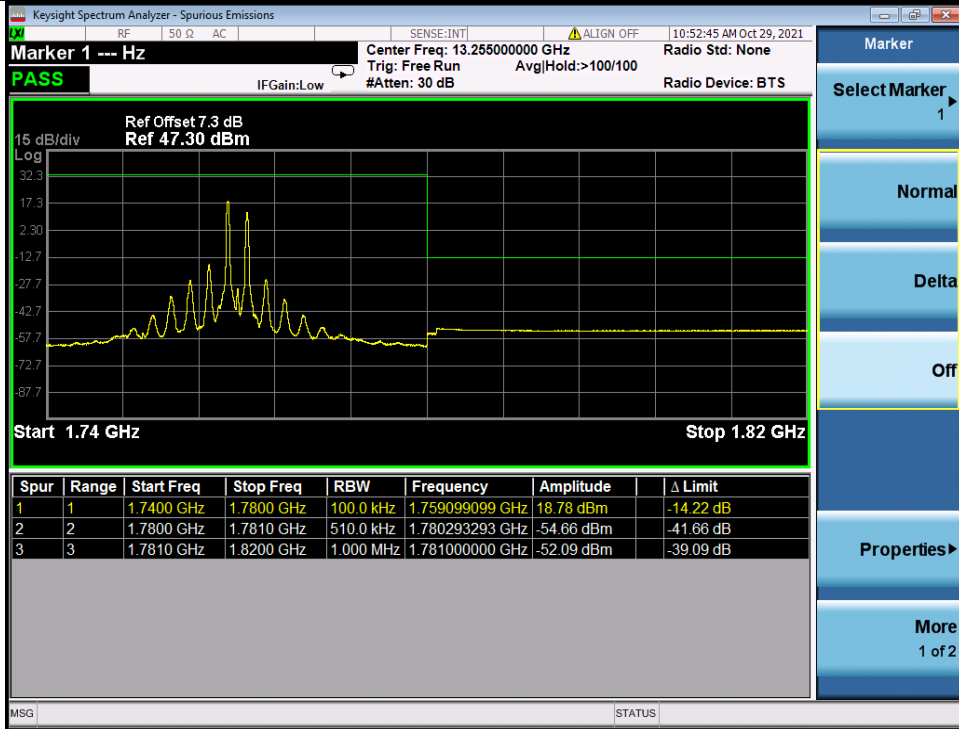 Keysight Spectrum Analyzer - Spurious Emissions
LXI RF 50 Ω AC SENSE:INT ALIGN OFF 10:52:45 AM Oct 29, 2021
Marker 1 --- Hz
Center Freq: 13.255000000 GHz Radio Std: None
Trig: Free Run Avg|Hold:>100/100
PASS IFGain:Low #Atten: 30 dB Radio Device: BTS
Ref Offset 7.3 dB
15 dB/div Ref 47.30 dBm
Log
32.3
17.3
2.30
-12.7
-27.7
-42.7
-57.7
-72.7
-87.7
Start 1.74 GHz Stop 1.82 GHz
Spur Range Start Freq Stop Freq RBW Frequency Amplitude Δ Limit
1 1 1.7400 GHz 1.7800 GHz 100.0 kHz 1.759099099 GHz 18.78 dBm -14.22 dB
2 2 1.7800 GHz 1.7810 GHz 510.0 kHz 1.780293293 GHz -54.66 dBm -41.66 dB
3 3 1.7810 GHz 1.8200 GHz 1.000 MHz 1.781000000 GHz -52.09 dBm -39.09 dB
MSG STATUS
Marker
Select Marker
1
Normal
Delta
Off
Properties
More
1 of 2